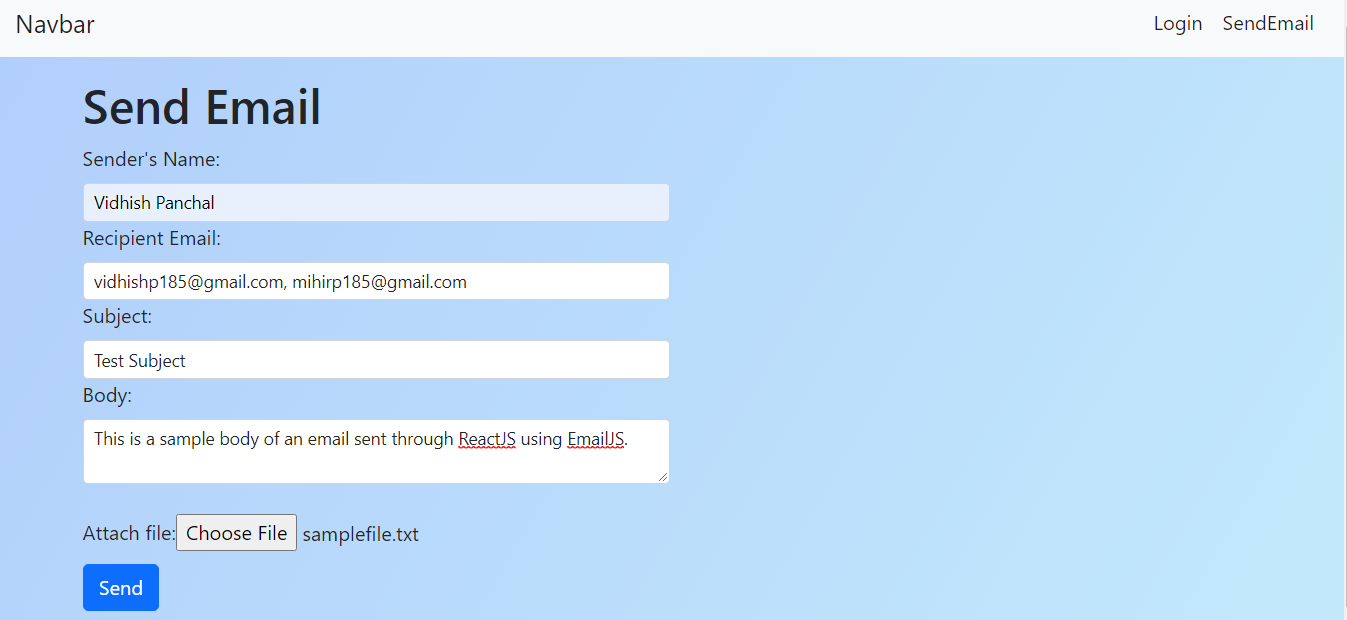 Navbar
Login SendEmail
Send Email
Sender's Name:
Vidhish Panchal
Recipient Email:
vidhishp185@gmail.com, mihirp185@gmail.com
Subject:
Test Subject
Body:
This is a sample body of an email sent through ReactJS using EmailJS.
Attach file: Choose File samplefile.txt
Send